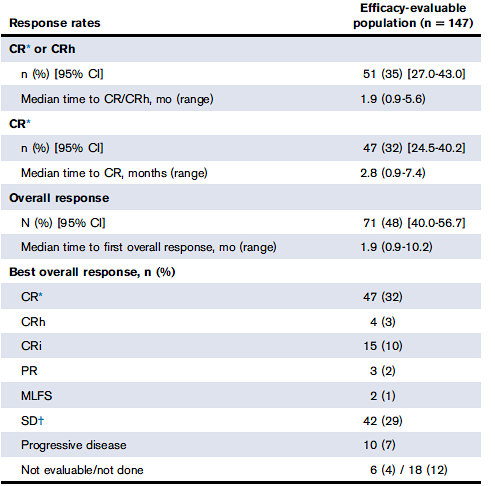 Response rates Efficacy-evaluable population (n = 147)
CR* or CRh
n (%) [95% CI] 51 (35) [27.0-43.0]
Median time to CR/CRh, mo (range) 1.9 (0.9-5.6)
CR*
n (%) [95% CI] 47 (32) [24.5-40.2]
Median time to CR, months (range) 2.8 (0.9-7.4)
Overall response
N (%) [95% CI] 71 (48) [40.0-56.7]
Median time to first overall response, mo (range) 1.9 (0.9-10.2)
Best overall response, n (%)
CR* 47 (32)
CRh 4 (3)
CRi 15 (10)
PR 3 (2)
MLFS 2 (1)
SD† 42 (29)
Progressive disease 10 (7)
Not evaluable/not done 6 (4) / 18 (12)